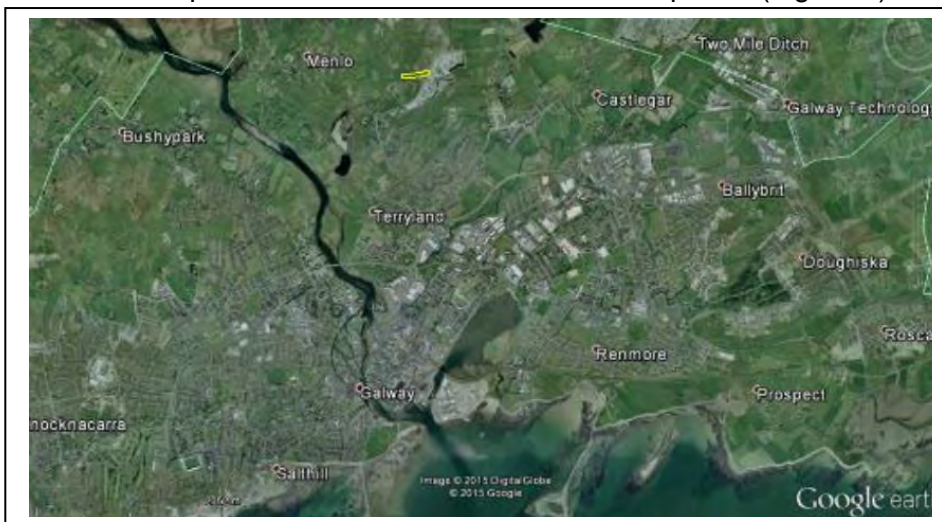 Two Mile Ditch
Menlo
Castlegar
Galway Technology
Bushypark
Ballybrit
Terryland
Doughiska
Rosca
Renmore
Galway
Prospect
nocknacarra
Salthill
Image © 2015 DigitalGlobe
© 2015 Google
Google eart